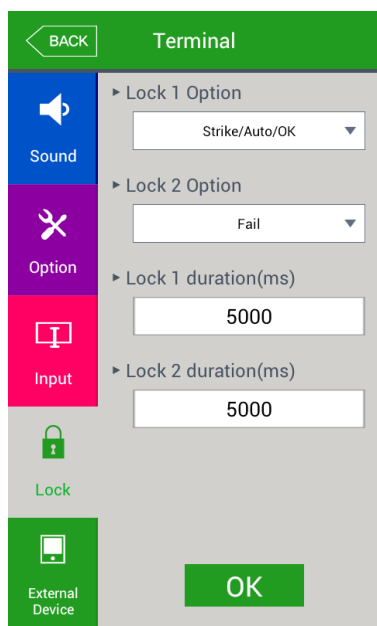 BACK
Terminal
Sound
Option
Input
Lock
External
Device
Lock 1 Option
Strike/Auto/OK
Lock 2 Option
Fail
Lock 1 duration(ms)
5000
Lock 2 duration(ms)
5000
OK